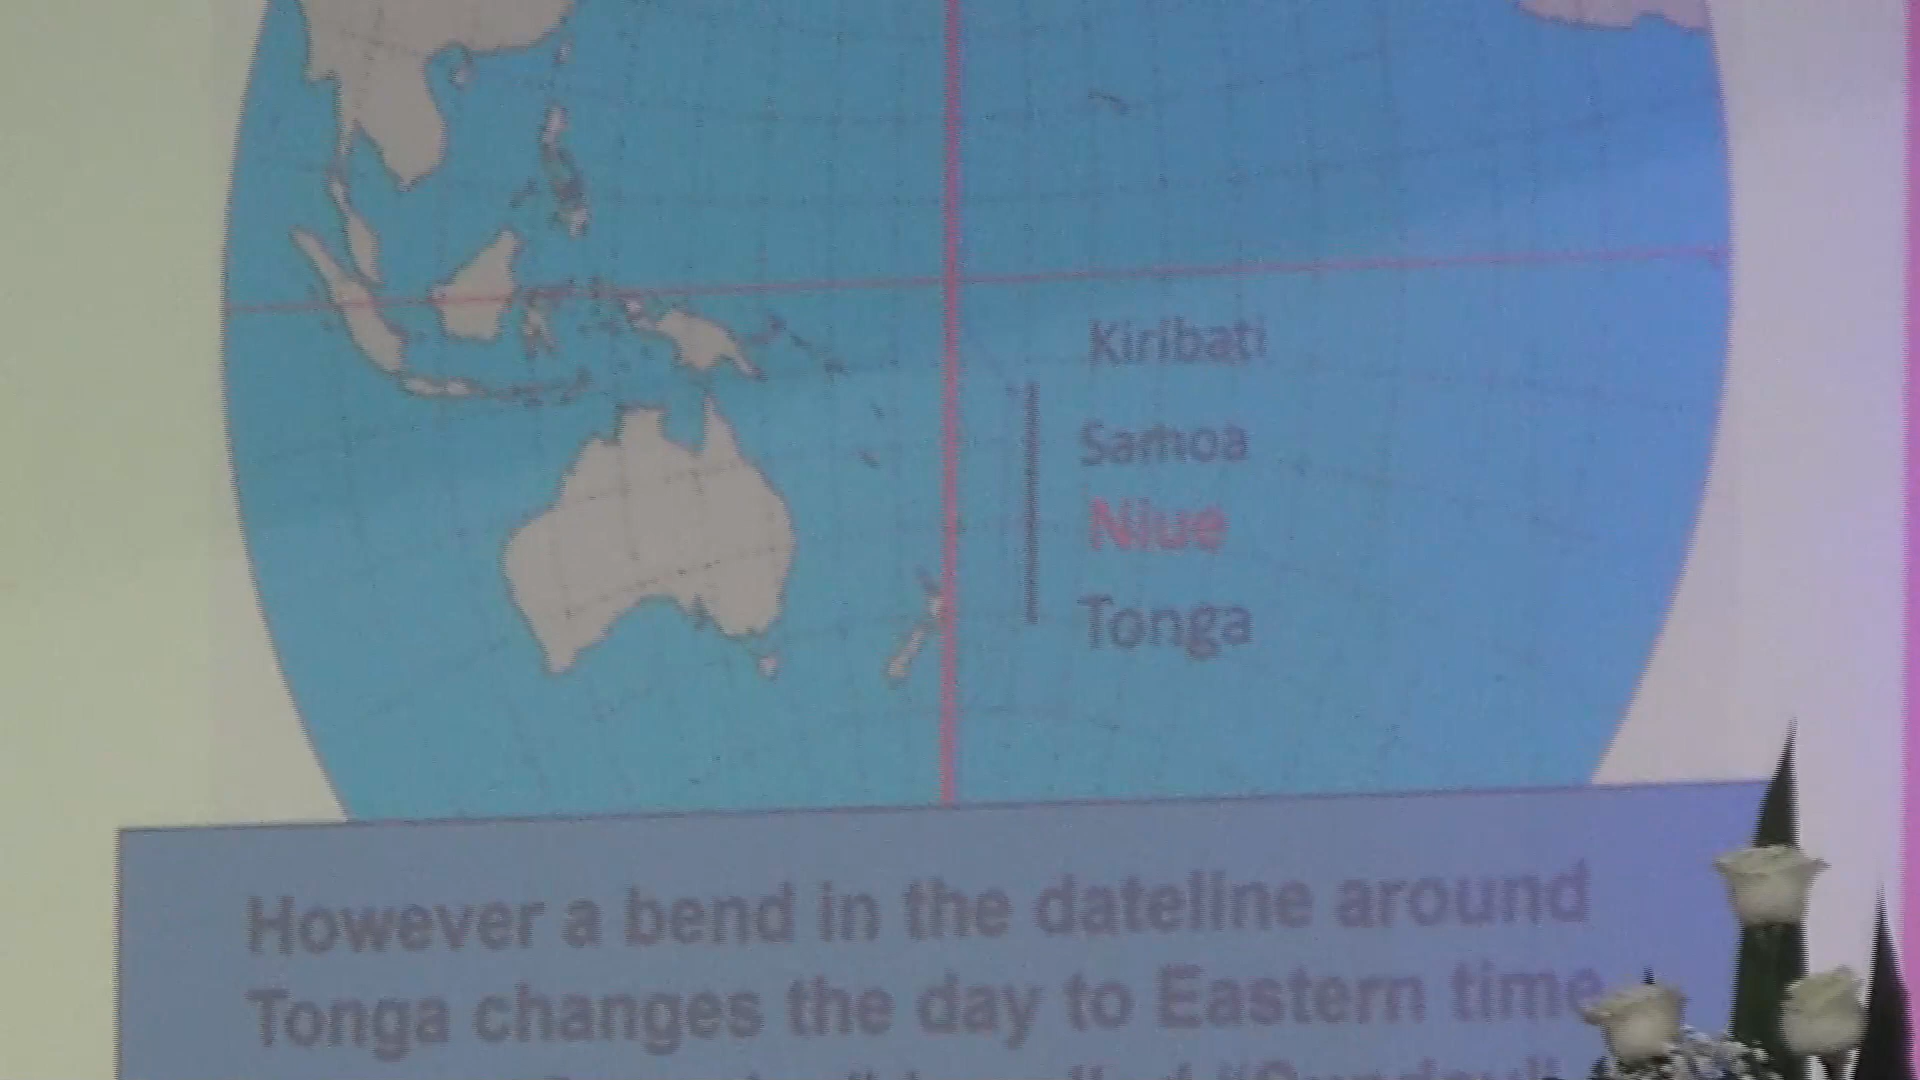 Kiribati
Samoa
Niue
Tonga
However a bend in the dateline around
Tonga changes the day to Eastern time